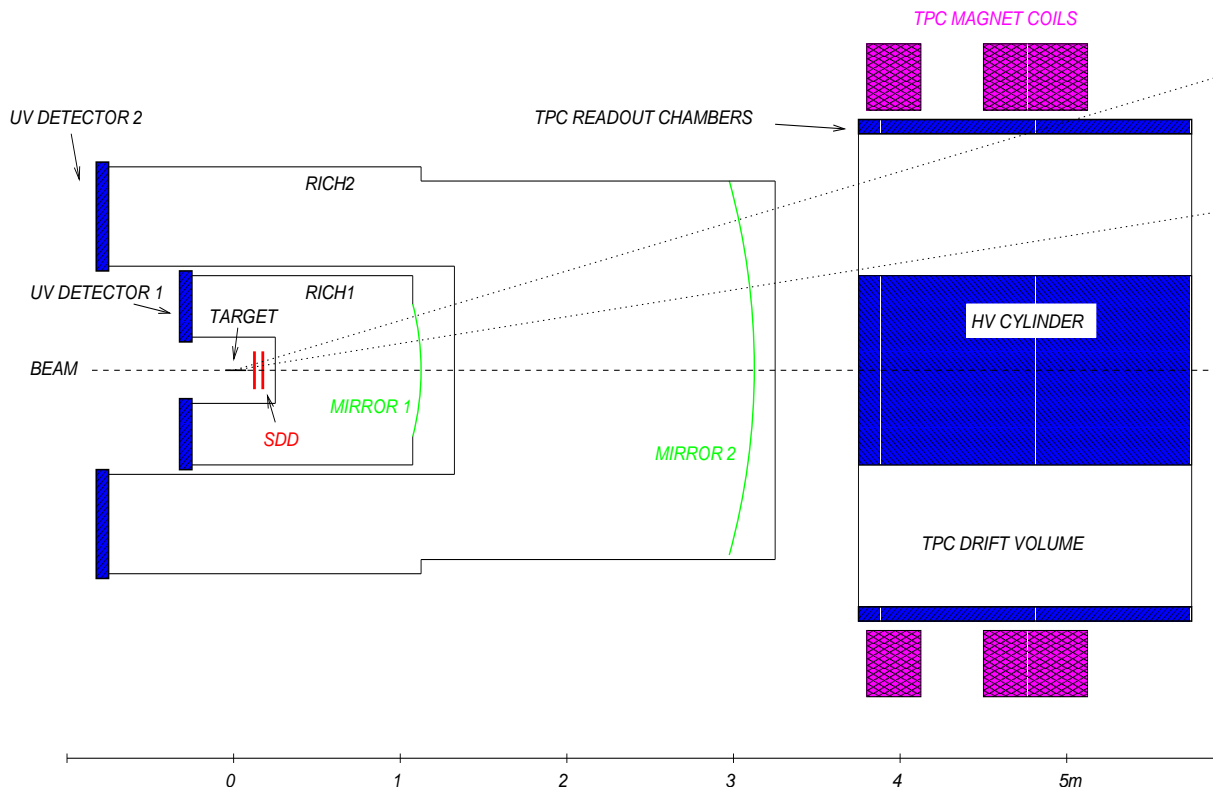 TPC MAGNET COILS
UV DETECTOR 2
TPC READOUT CHAMBERS
RICH2
UV DETECTOR 1
RICH1
TARGET
HV CYLINDER
BEAM
MIRROR 1
SDD
MIRROR 2
TPC DRIFT VOLUME
0 1 2 3 4 5m